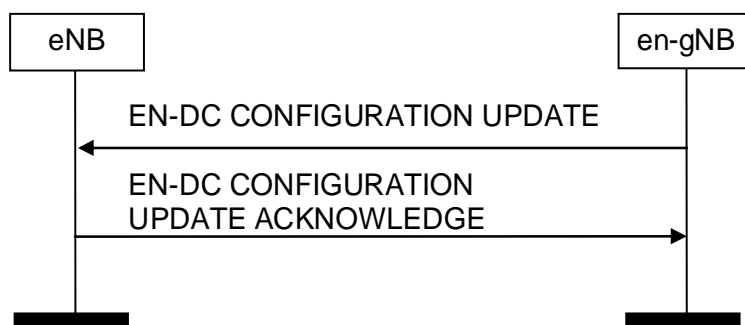 eNB
en-gNB
EN-DC CONFIGURATION UPDATE
EN-DC CONFIGURATION
UPDATE ACKNOWLEDGE